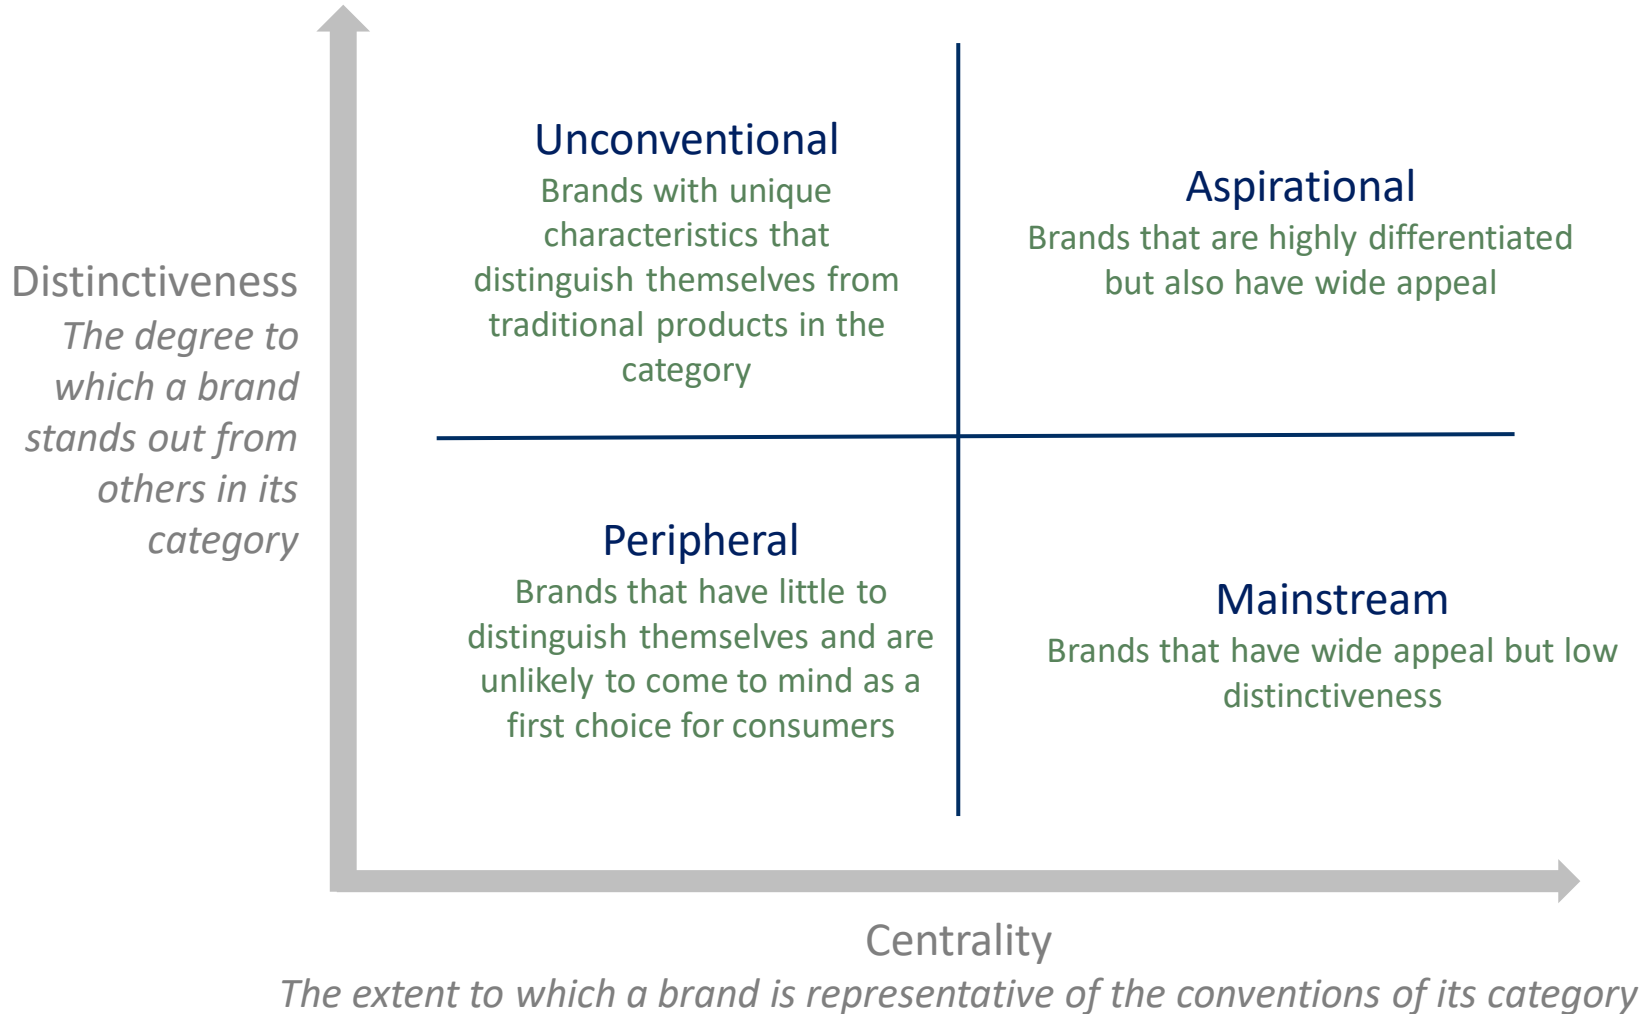 Unconventional
Brands with unique
characteristics that
distinguish themselves from
traditional products in the
category
Aspirational
Brands that are highly differentiated
but also have wide appeal
Distinctiveness
The degree to
which a brand
stands out from
others in its
category
Peripheral
Brands that have little to
distinguish themselves and are
unlikely to come to mind as a
first choice for consumers
Mainstream
Brands that have wide appeal but low
distinctiveness
Centrality
The extent to which a brand is representative of the conventions of its category